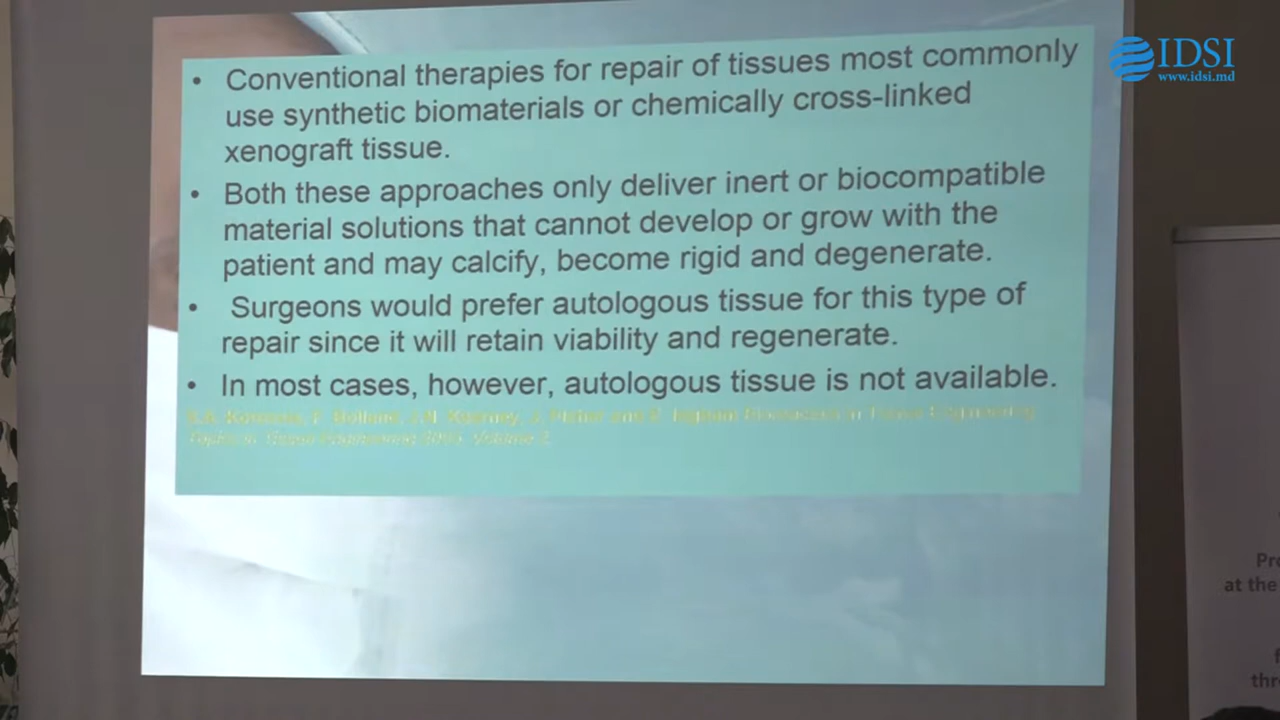 • Conventional therapies for repair of tissues most commonly
use synthetic biomaterials or chemically cross-linked
xenograft tissue.
• Both these approaches only deliver inert or biocompatible
material solutions that cannot develop or grow with the
patient and may calcify, become rigid and degenerate.
• Surgeons would prefer autologous tissue for this type of
repair since it will retain viability and regenerate.
• In most cases, however, autologous tissue is not available.
IDSI
www.idsi.md
at the